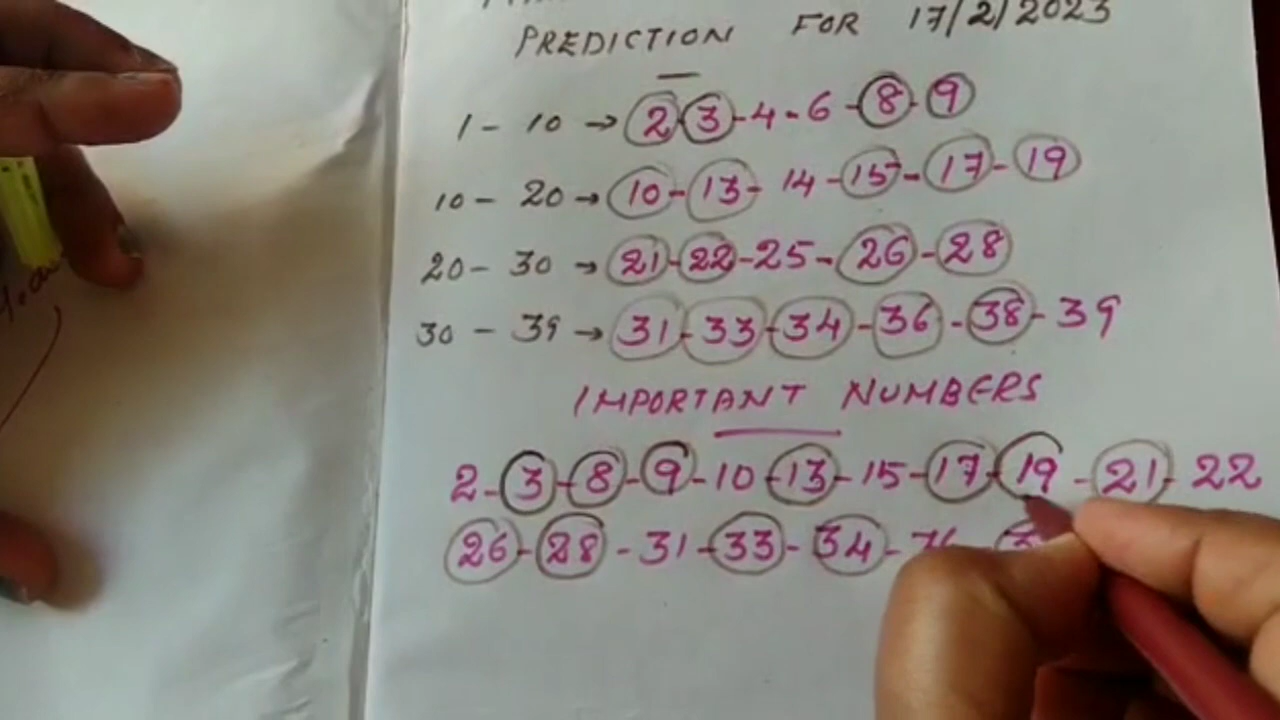 PREDICTION FOR 17/2/2023
1 - 10 → 2-3-4-6-8-9
10 - 20 → 10-13-14-15-17-19
20 - 30 → 21-22-25-26-28
30 - 39 → 31-33-34-36-38-39
IMPORTANT NUMBERS
2-3-8-9-10-13-15-17-19-21-22
26-28-31-33-34-